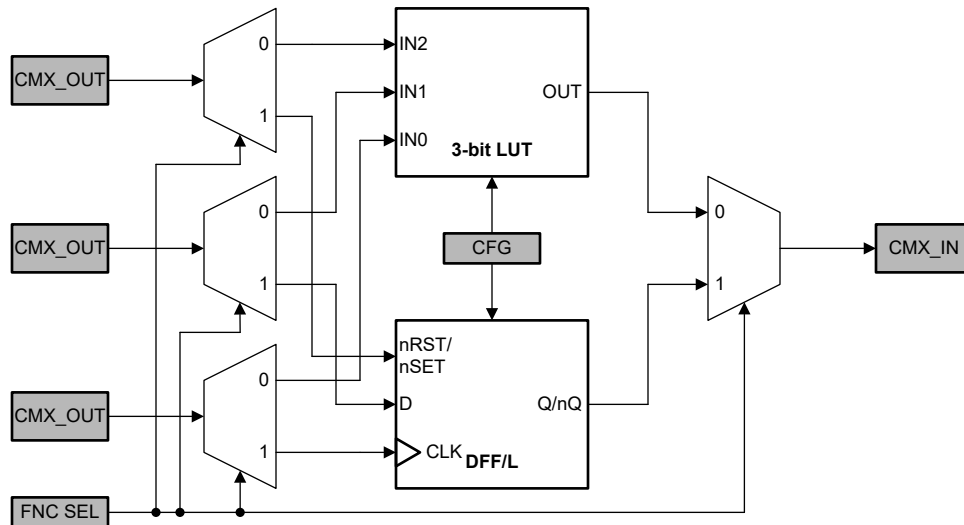 CMX_OUT
0
1
IN2
IN1
IN0
OUT
3-bit LUT
CMX_OUT
0
1
CFG
0
1
CMX_IN
nRST/
nSET
D
CLK
DFF/L
Q/nQ
CMX_OUT
0
1
FNC SEL